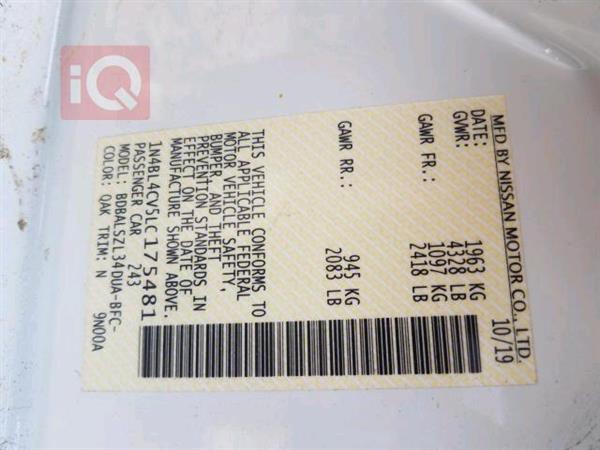 iQ
MFD BY NISSAN MOTOR CO., LTD.
DATE: 10/19
GVWR: 1963 KG
4328 LB
GAWR FR.: 1097 KG
2418 LB
GAWR RR.: 945 KG
2083 LB
THIS VEHICLE CONFORMS TO
ALL APPLICABLE FEDERAL
MOTOR VEHICLE SAFETY,
BUMPER, AND THEFT
PREVENTION STANDARDS IN
EFFECT ON THE DATE OF
MANUFACTURE SHOWN ABOVE.
1N4BL4CV5LC175481
PASSENGER CAR 243
MODEL: BDBALSZL34DUA-BFC-
9N00A
COLOR: QAK TRIM: N